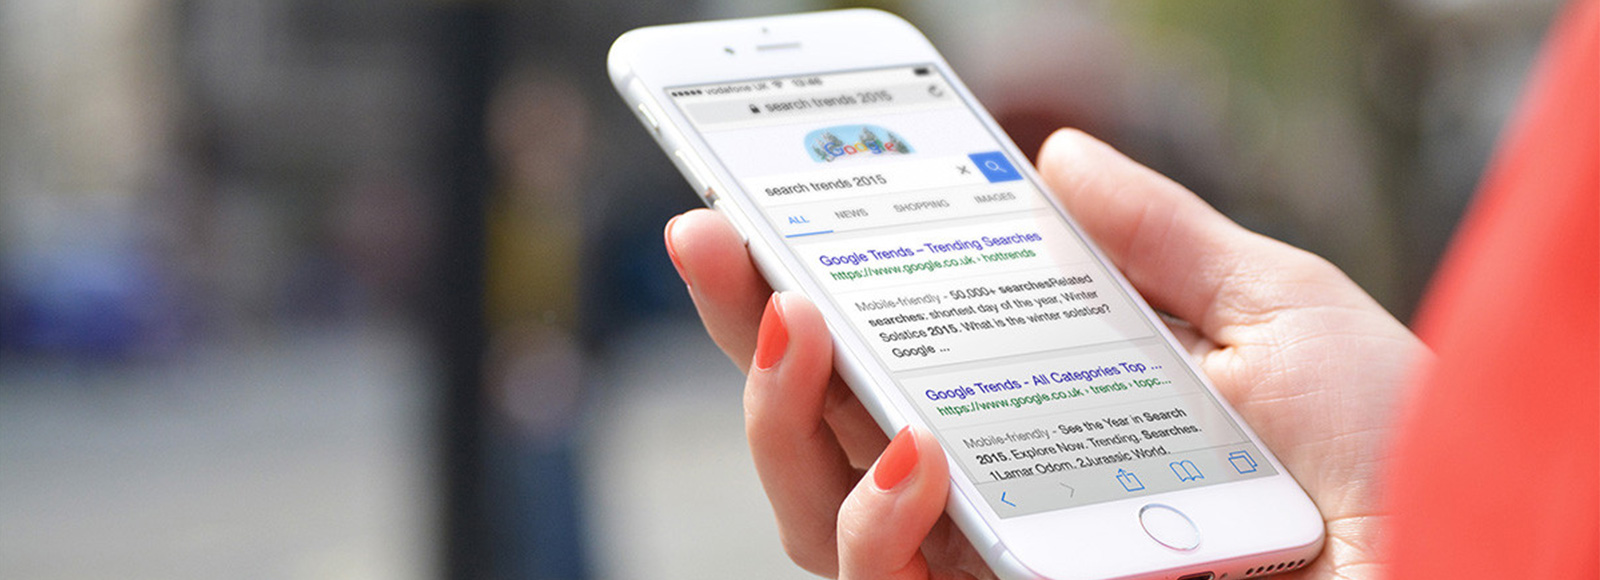 vodafone UK 13:46
search trends 2015
Google
search trends 2015
ALL NEWS SHOPPING IMAGES
Google Trends – Trending Searches
https://www.google.co.uk › hottrends
Mobile-friendly - 50,000+ searchesRelated
searches: shortest day of the year, Winter
Solstice 2015. What is the winter solstice?
Google ...
Google Trends - All Categories Top ...
https://www.google.co.uk › trends › topc...
Mobile-friendly - See the Year in Search
2015. Explore Now. Trending. Searches.
1Lamar Odom. 2Jurassic World.